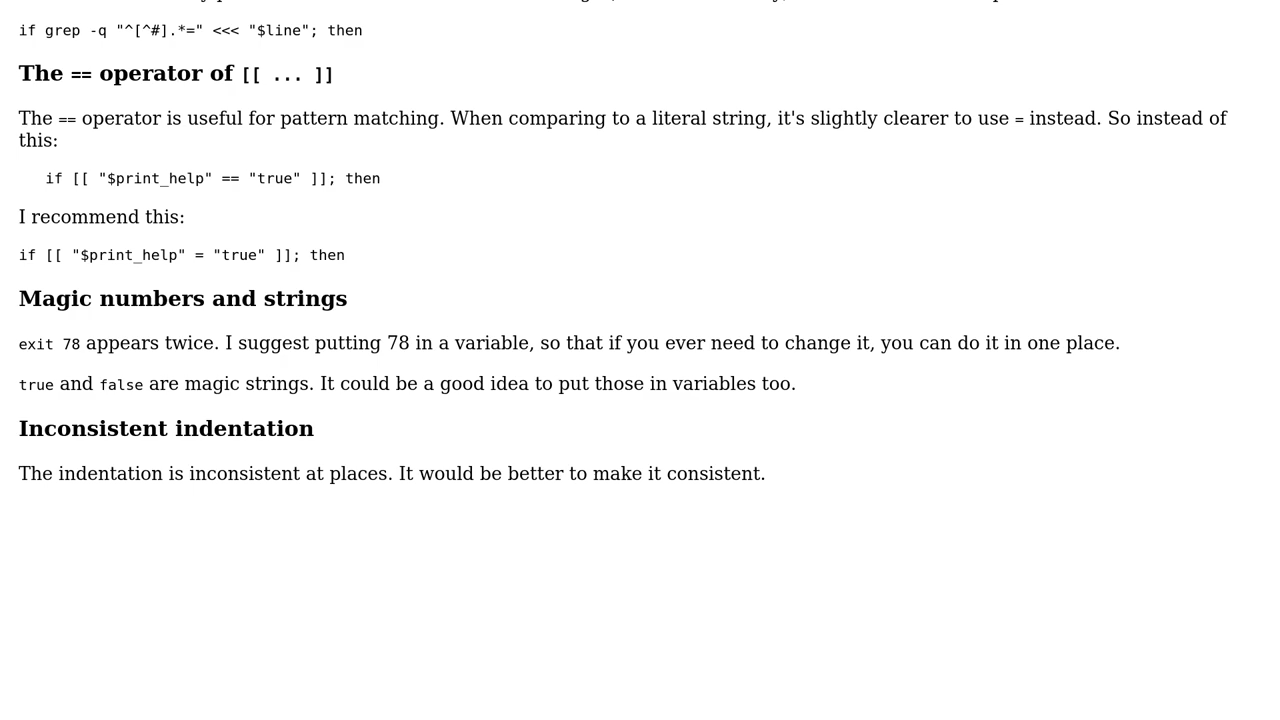 if grep -q "^[^#].*=" <<< "$line"; then
The == operator of [[ ... ]]
The == operator is useful for pattern matching. When comparing to a literal string, it's slightly clearer to use = instead. So instead of
this:
if [[ "$print_help" == "true" ]]; then
I recommend this:
if [[ "$print_help" = "true" ]]; then
Magic numbers and strings
exit 78 appears twice. I suggest putting 78 in a variable, so that if you ever need to change it, you can do it in one place.
true and false are magic strings. It could be a good idea to put those in variables too.
Inconsistent indentation
The indentation is inconsistent at places. It would be better to make it consistent.